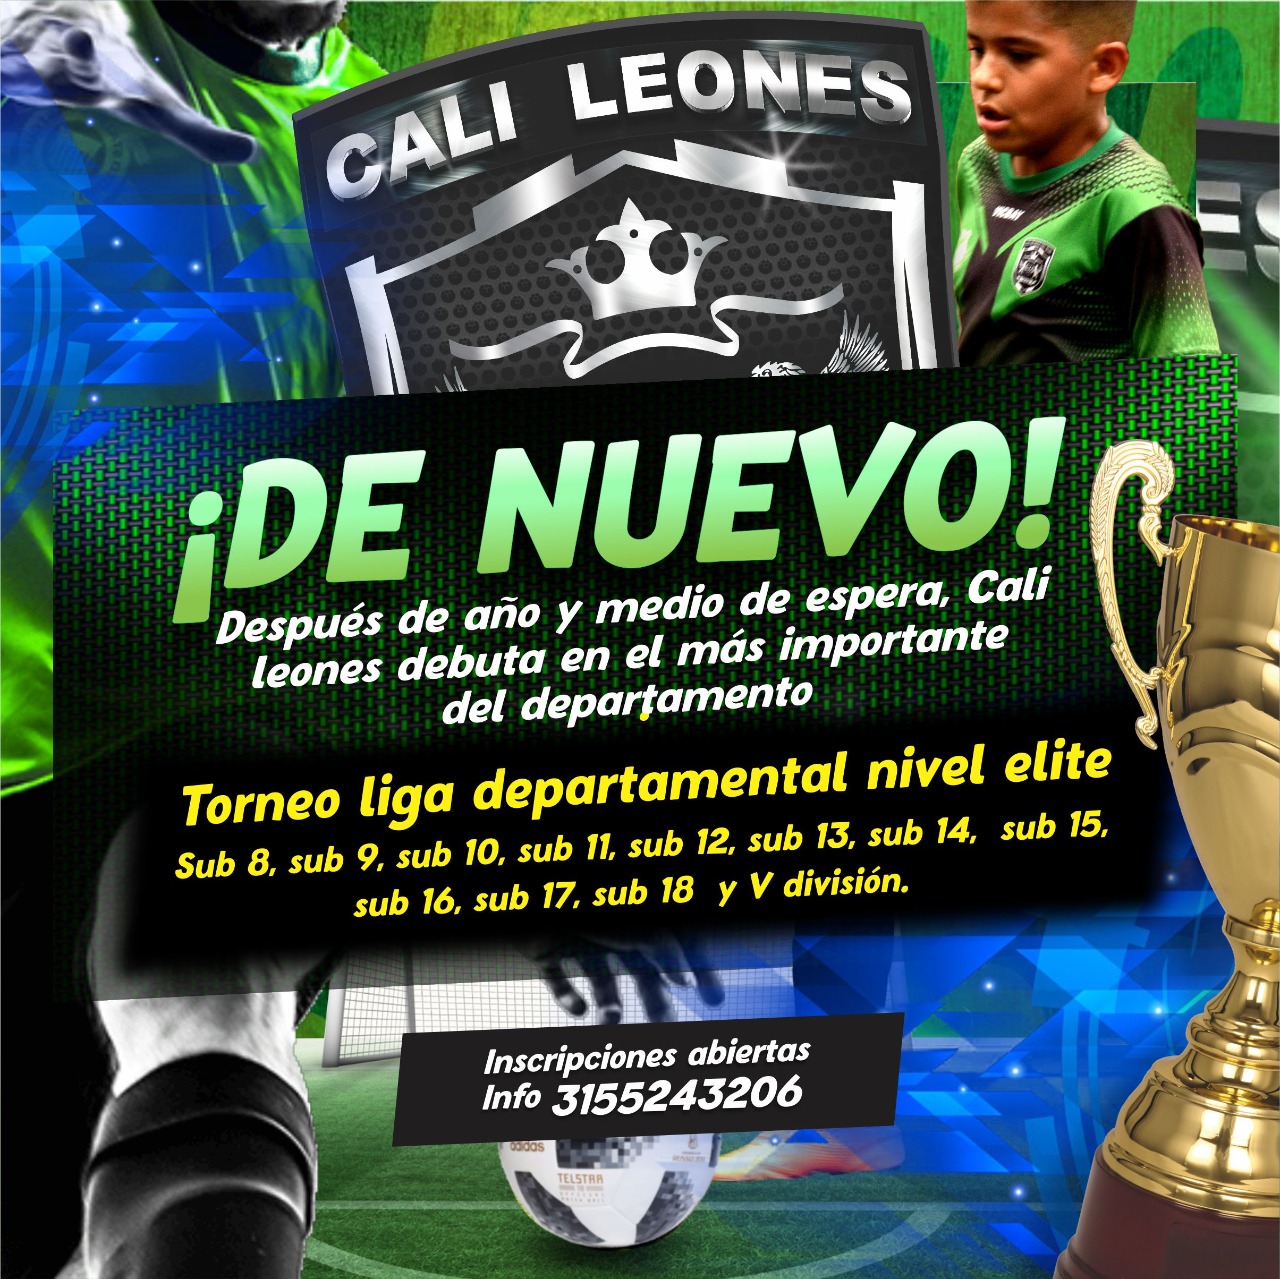 CALI LEONES
ES
¡DE NUEVO!
Después de año y medio de espera, Cali
leones debuta en el más importante
del departamento
Torneo liga departamental nivel elite
Sub 8, sub 9, sub 10, sub 11, sub 12, sub 13, sub 14, sub 15,
sub 16, sub 17, sub 18 y V división.
Inscripciones abiertas
Info 3155243206
adidas
TELSTAR